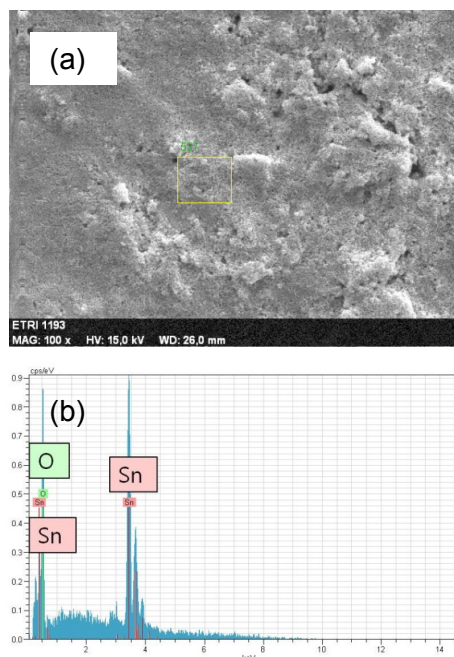 (a)
ETRI 1193
MAG: 100 x HV: 15,0 kV WD: 26,0 mm
cps/eV
(b)
0.9
0.8
0.7
0.6
0.5
0.4
0.3
0.2
0.1
0.0
O
Sn
Sn
O
Sn
Sn
2 4 6 8 10 12 14